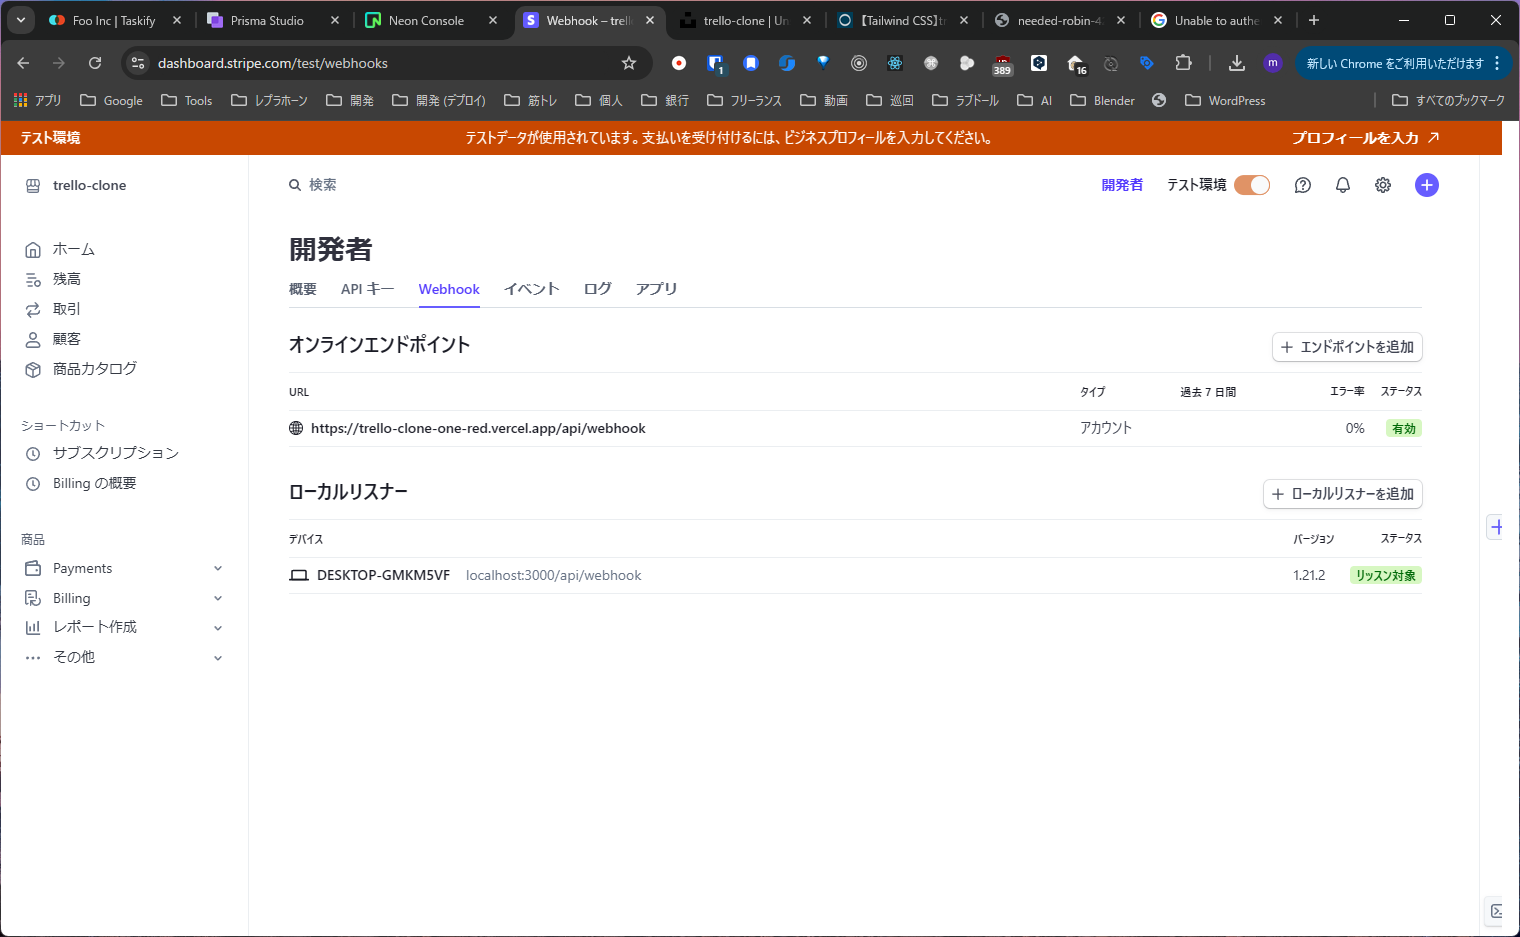 Foo Inc | Taskify
Prisma Studio
Neon Console
Webhook – trell
trello-clone | Un
【Tailwind CSS】tr
needed-robin-4
Unable to authe
dashboard.stripe.com/test/webhooks
1
389
16
m
新しい Chrome をご利用いただけます
アプリ
Google
Tools
レプラホーン
開発
開発 (デプロイ)
筋トレ
個人
銀行
フリーランス
動画
巡回
ラブドール
AI
Blender
WordPress
すべてのブックマーク
テスト環境
テストデータが使用されています。支払いを受け付けるには、ビジネスプロフィールを入力してください。
プロフィールを入力
trello-clone
検索
開発者
テスト環境
ホーム
残高
取引
顧客
商品カタログ
ショートカット
サブスクリプション
Billing の概要
商品
Payments
Billing
レポート作成
その他
開発者
概要
API キー
Webhook
イベント
ログ
アプリ
オンラインエンドポイント
エンドポイントを追加
URL
タイプ
過去 7 日間
エラー率
ステータス
https://trello-clone-one-red.vercel.app/api/webhook
アカウント
0%
有効
ローカルリスナー
ローカルリスナーを追加
デバイス
バージョン
ステータス
DESKTOP-GMKM5VF
localhost:3000/api/webhook
1.21.2
リッスン対象